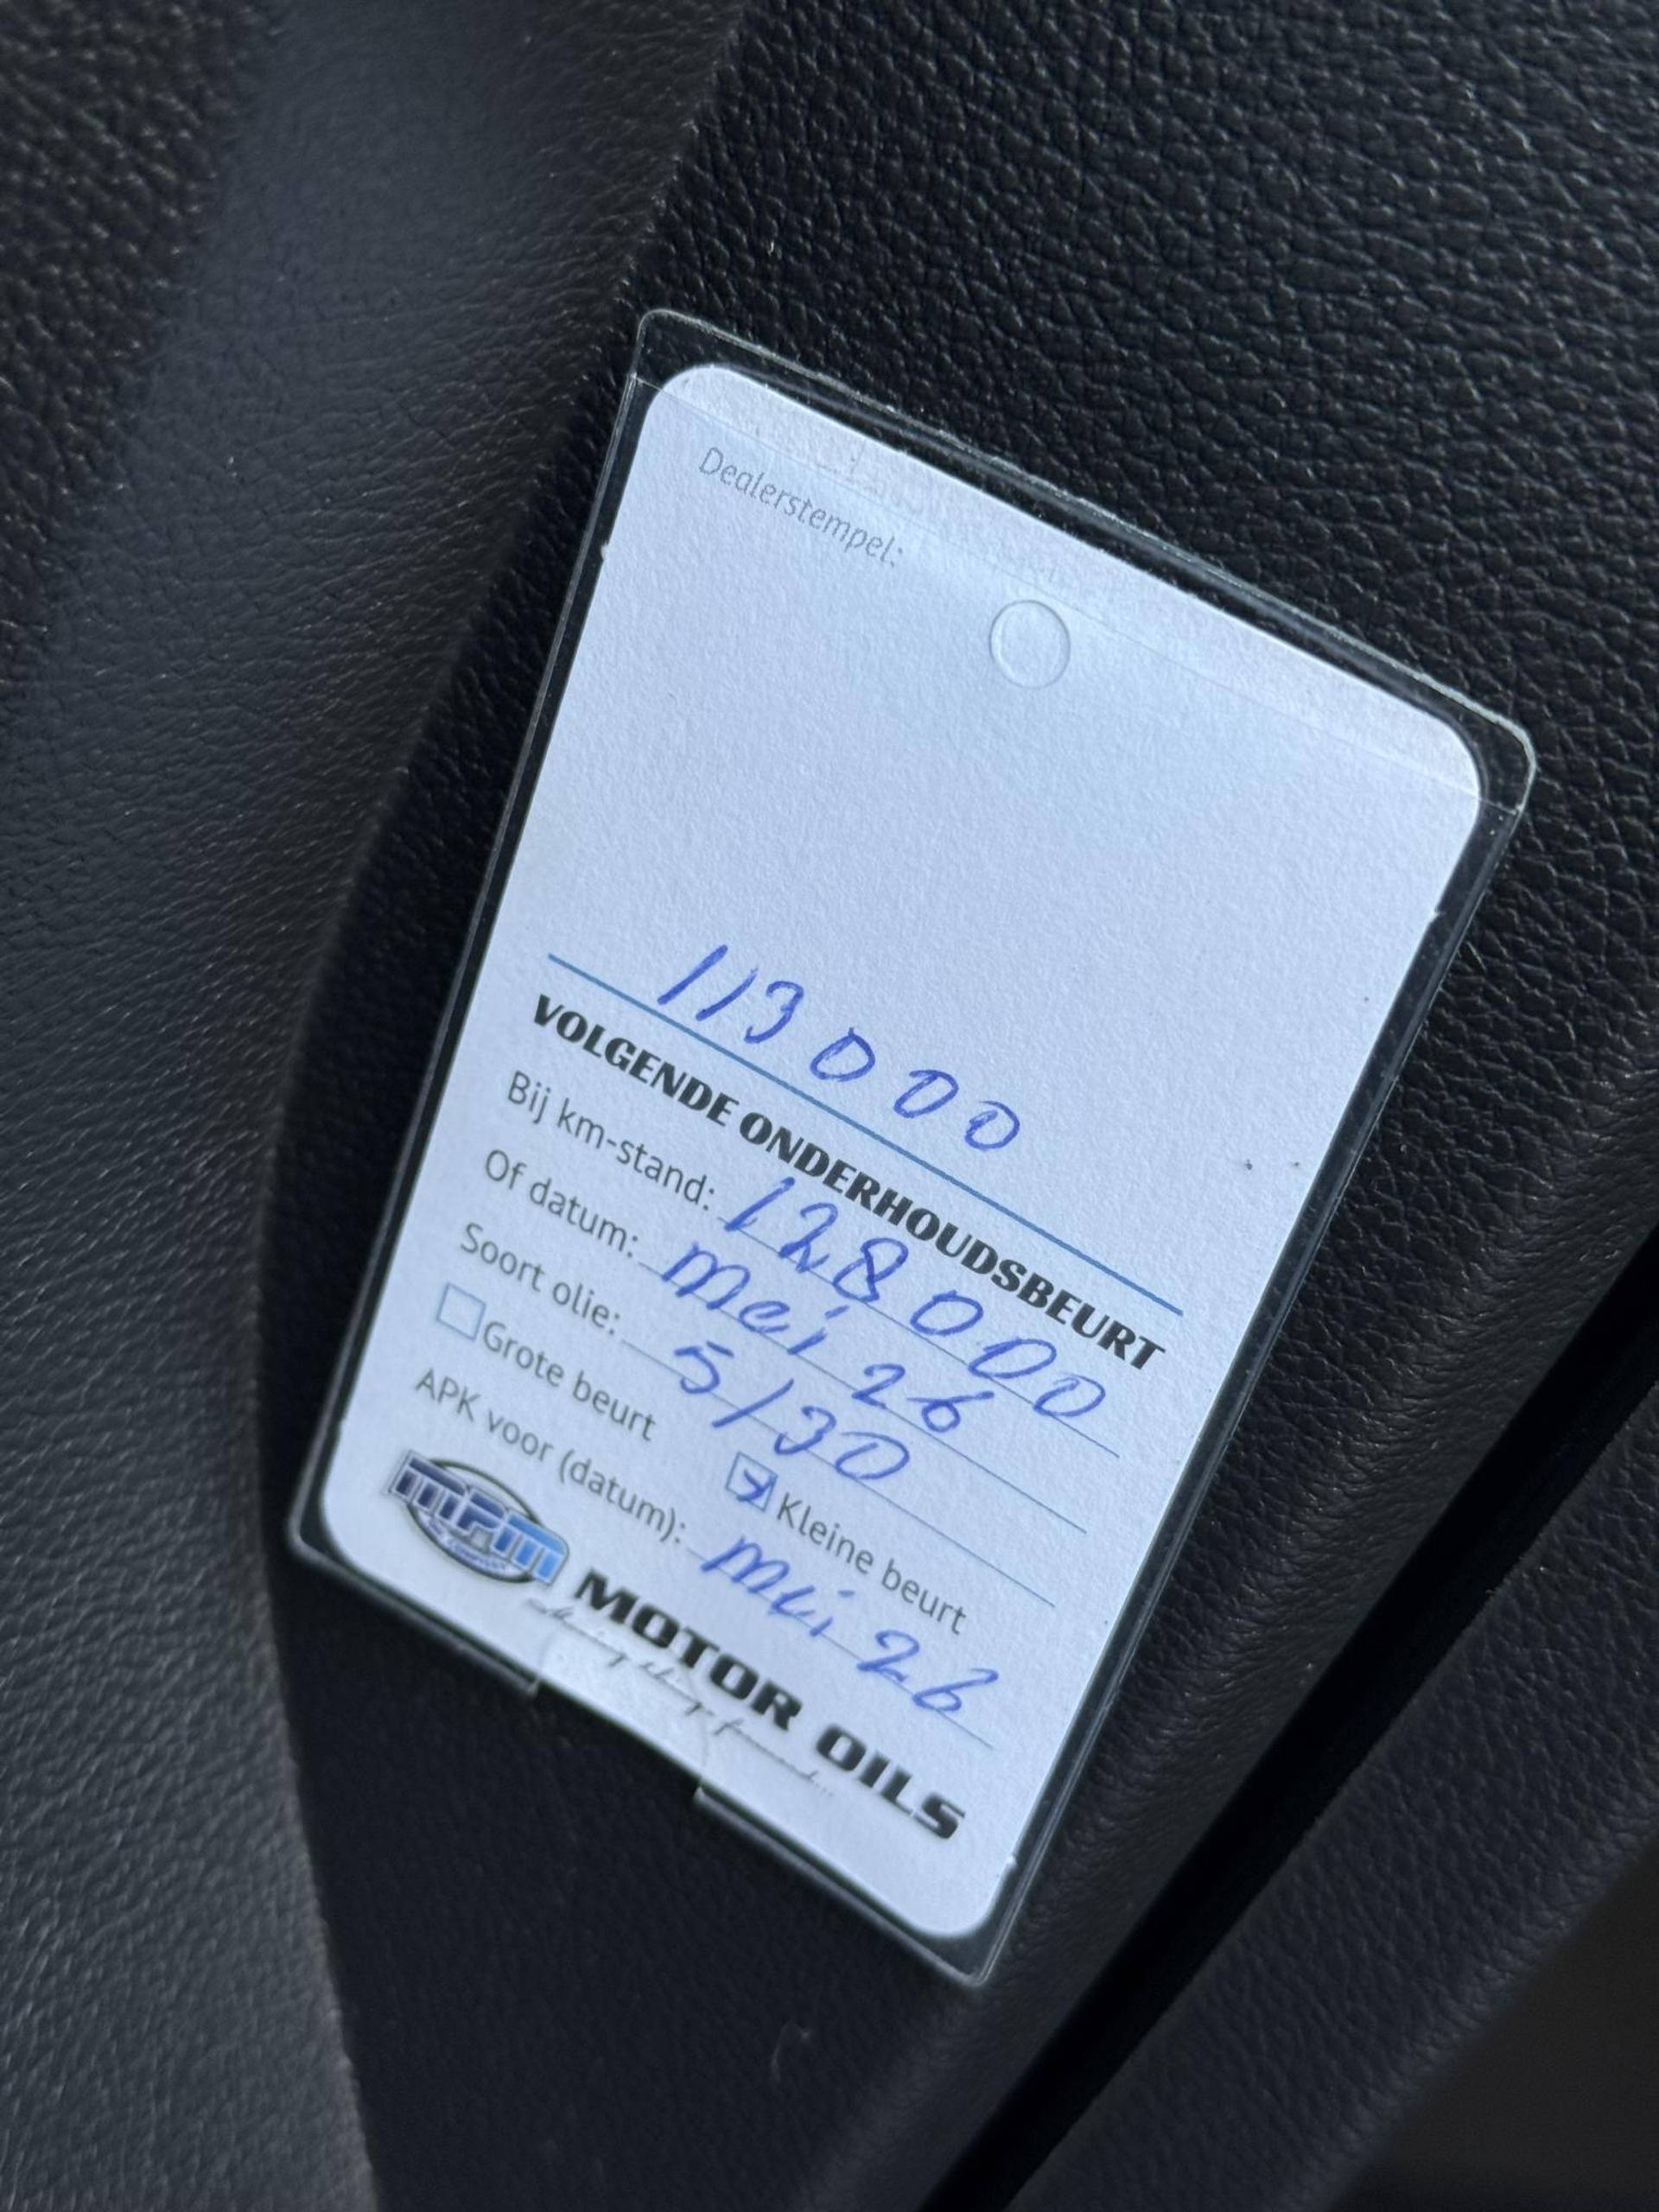 Dealerstempel:
113000
VOLGENDE ONDERHOUDSBEURT
Bij km-stand: 128000
Of datum: mei 26
Soort olie: 5/30
Grote beurt Kleine beurt
APK voor (datum): mei 26
MPM MOTOR OILS